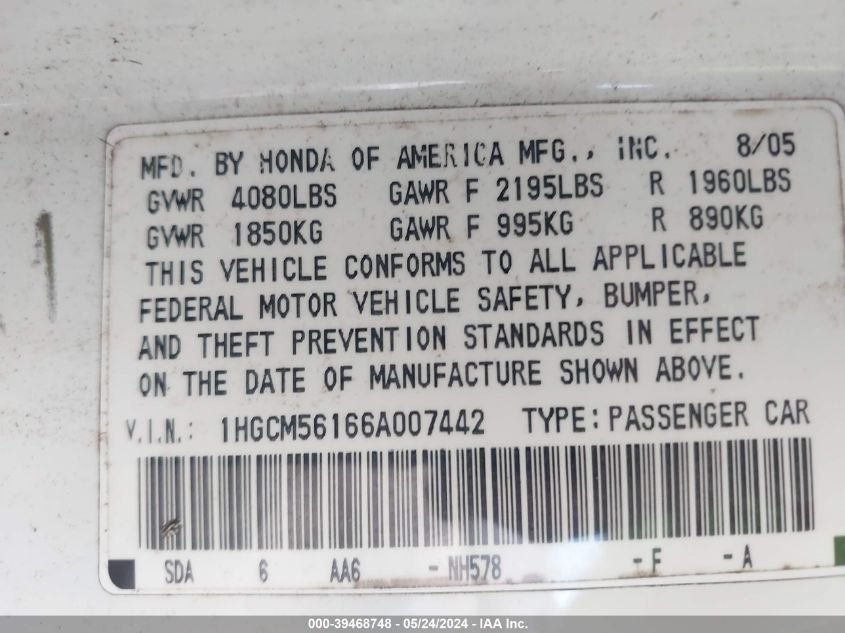 MFD. BY HONDA OF AMERICA MFG., INC. 8/05
GVWR 4080LBS GAWR F 2195LBS R 1960LBS
GVWR 1850KG GAWR F 995KG R 890KG
THIS VEHICLE CONFORMS TO ALL APPLICABLE
FEDERAL MOTOR VEHICLE SAFETY, BUMPER,
AND THEFT PREVENTION STANDARDS IN EFFECT
ON THE DATE OF MANUFACTURE SHOWN ABOVE.
V.I.N.: 1HGCM56166A007442 TYPE: PASSENGER CAR
SDA 6 AA6 - NH578 - F - A
000-39468748 - 05/24/2024 - IAA Inc.